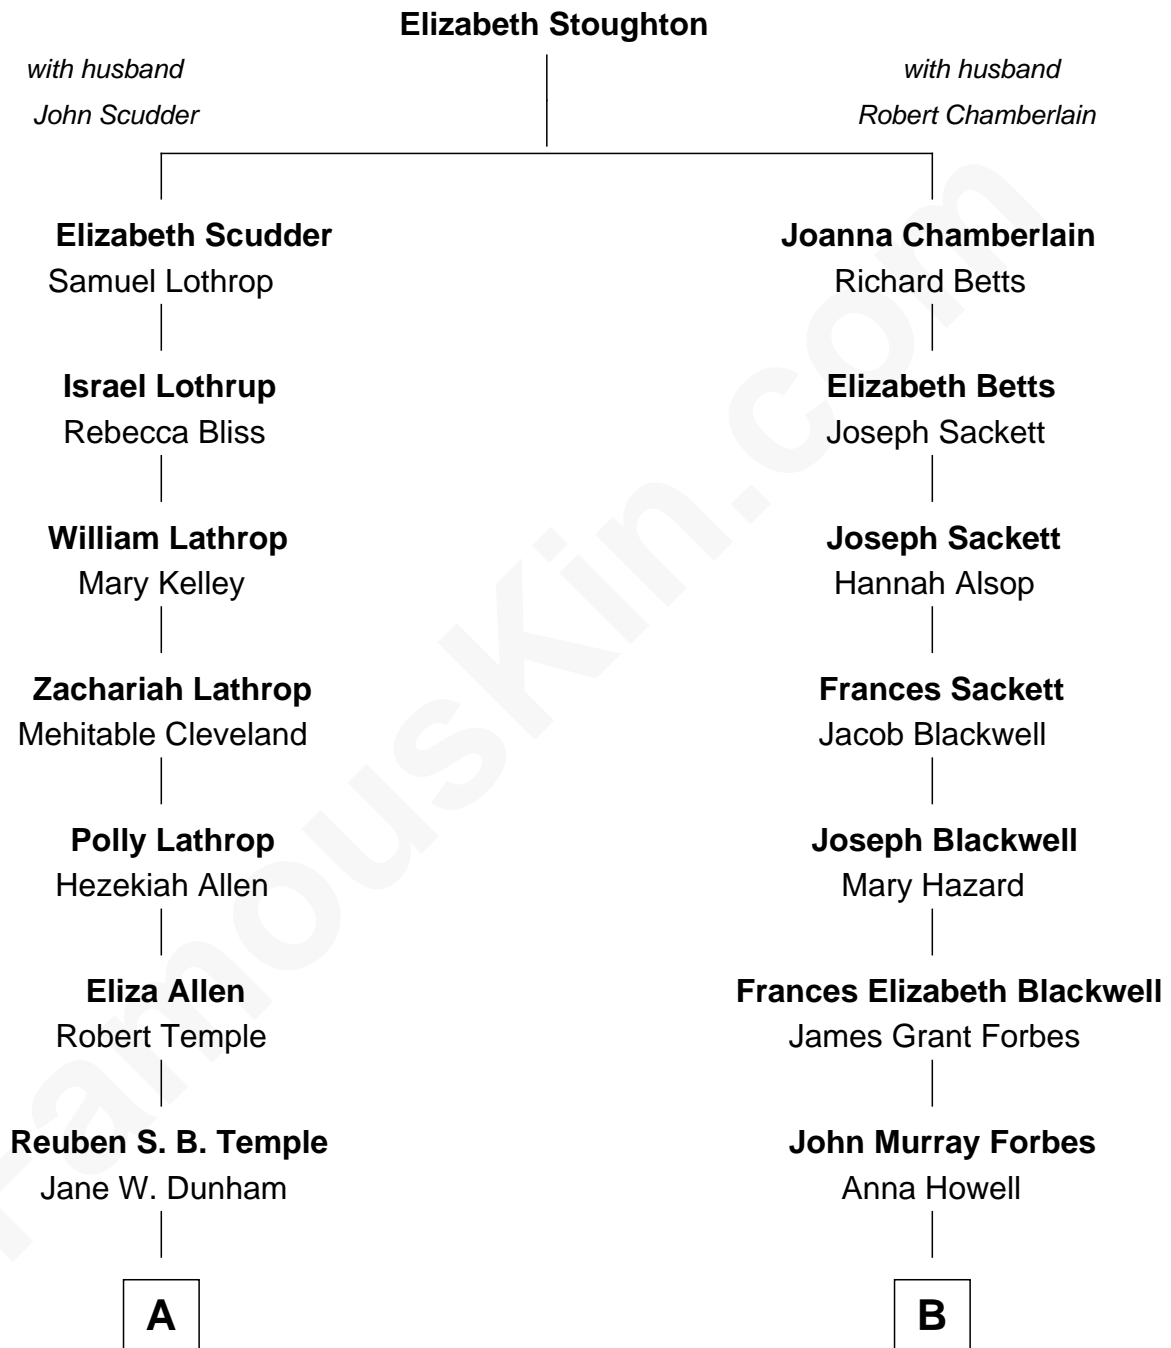 Elizabeth Stoughton
with husband
John Scudder
with husband
Robert Chamberlain
Elizabeth Scudder
Samuel Lothrop
Joanna Chamberlain
Richard Betts
Israel Lothrup
Rebecca Bliss
Elizabeth Betts
Joseph Sackett
William Lathrop
Mary Kelley
Joseph Sackett
Hannah Alsop
Zachariah Lathrop
Mehitable Cleveland
Frances Sackett
Jacob Blackwell
Polly Lathrop
Hezekiah Allen
Joseph Blackwell
Mary Hazard
Eliza Allen
Robert Temple
Frances Elizabeth Blackwell
James Grant Forbes
Reuben S. B. Temple
Jane W. Dunham
John Murray Forbes
Anna Howell
A
B
FamousKin.com